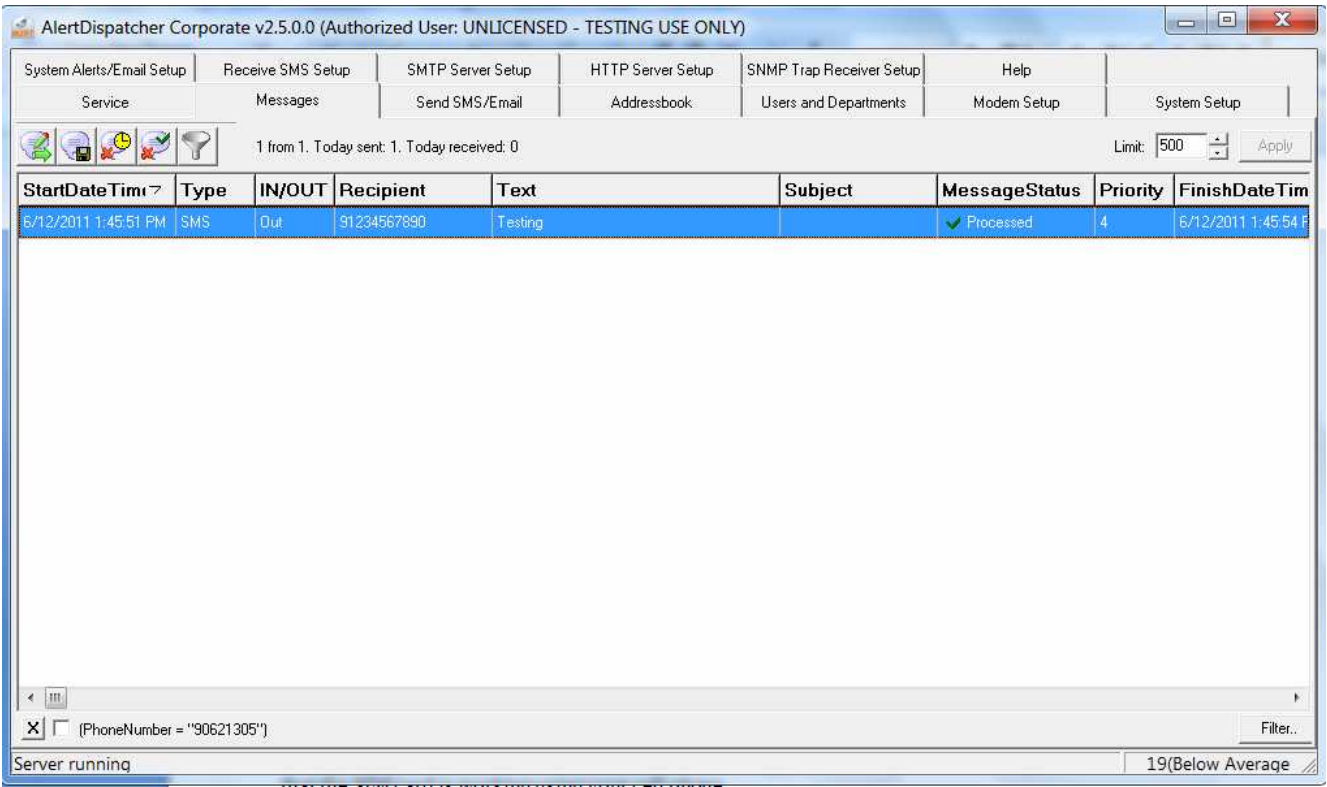 AlertDispatcher Corporate v2.5.0.0 (Authorized User: UNLICENSED - TESTING USE ONLY)
System Alerts/Email Setup Receive SMS Setup SMTP Server Setup HTTP Server Setup SNMP Trap Receiver Setup Help
Service Messages Send SMS/Email Addressbook Users and Departments Modem Setup System Setup
1 from 1. Today sent: 1. Today received: 0 Limit: 500 Apply
StartDateTim Type IN/OUT Recipient Text Subject MessageStatus Priority FinishDateTim
6/12/2011 1:45:51 PM SMS Out 91234567890 Testing Processed 4 6/12/2011 1:45:54 P
X (PhoneNumber = "90621305") Filter..
Server running 19(Below Average